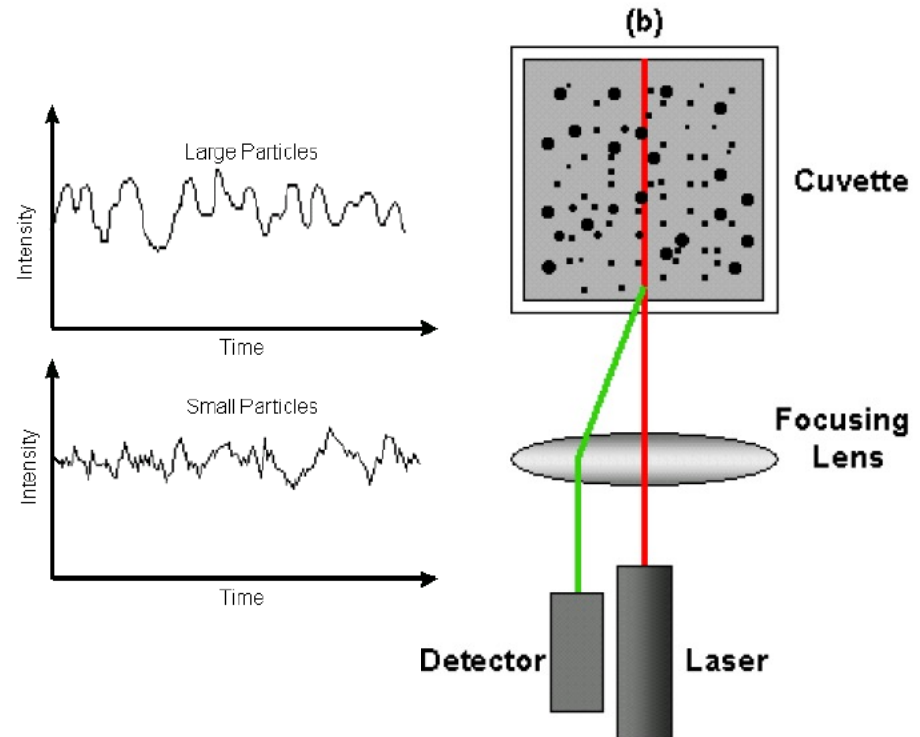 (b)
Large Particles
Intensity
Time
Small Particles
Intensity
Time
Cuvette
Focusing
Lens
Detector
Laser